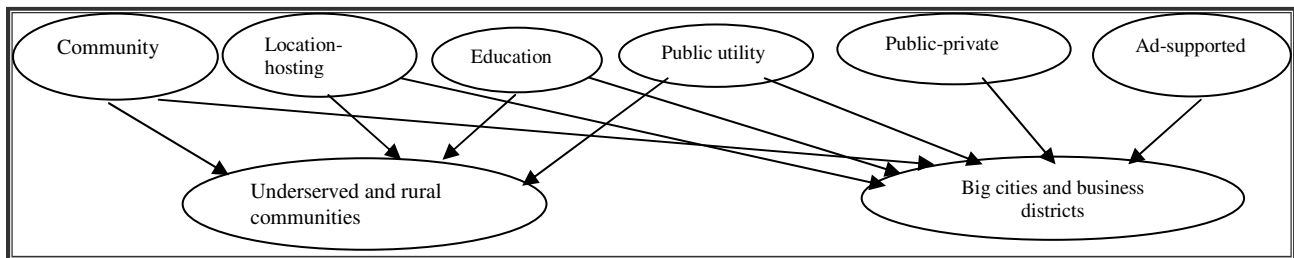 Community
Location-
hosting
Education
Public utility
Public-private
Ad-supported
Underserved and rural
communities
Big cities and business
districts